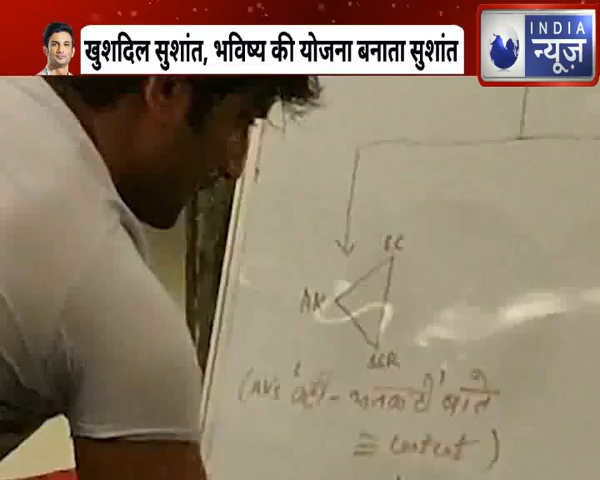 खुशदिल सुशांत, भविष्य की योजना बनाता सुशांत
INDIA
न्यूज़
SC
AK
SSR
बातें
≡ content )